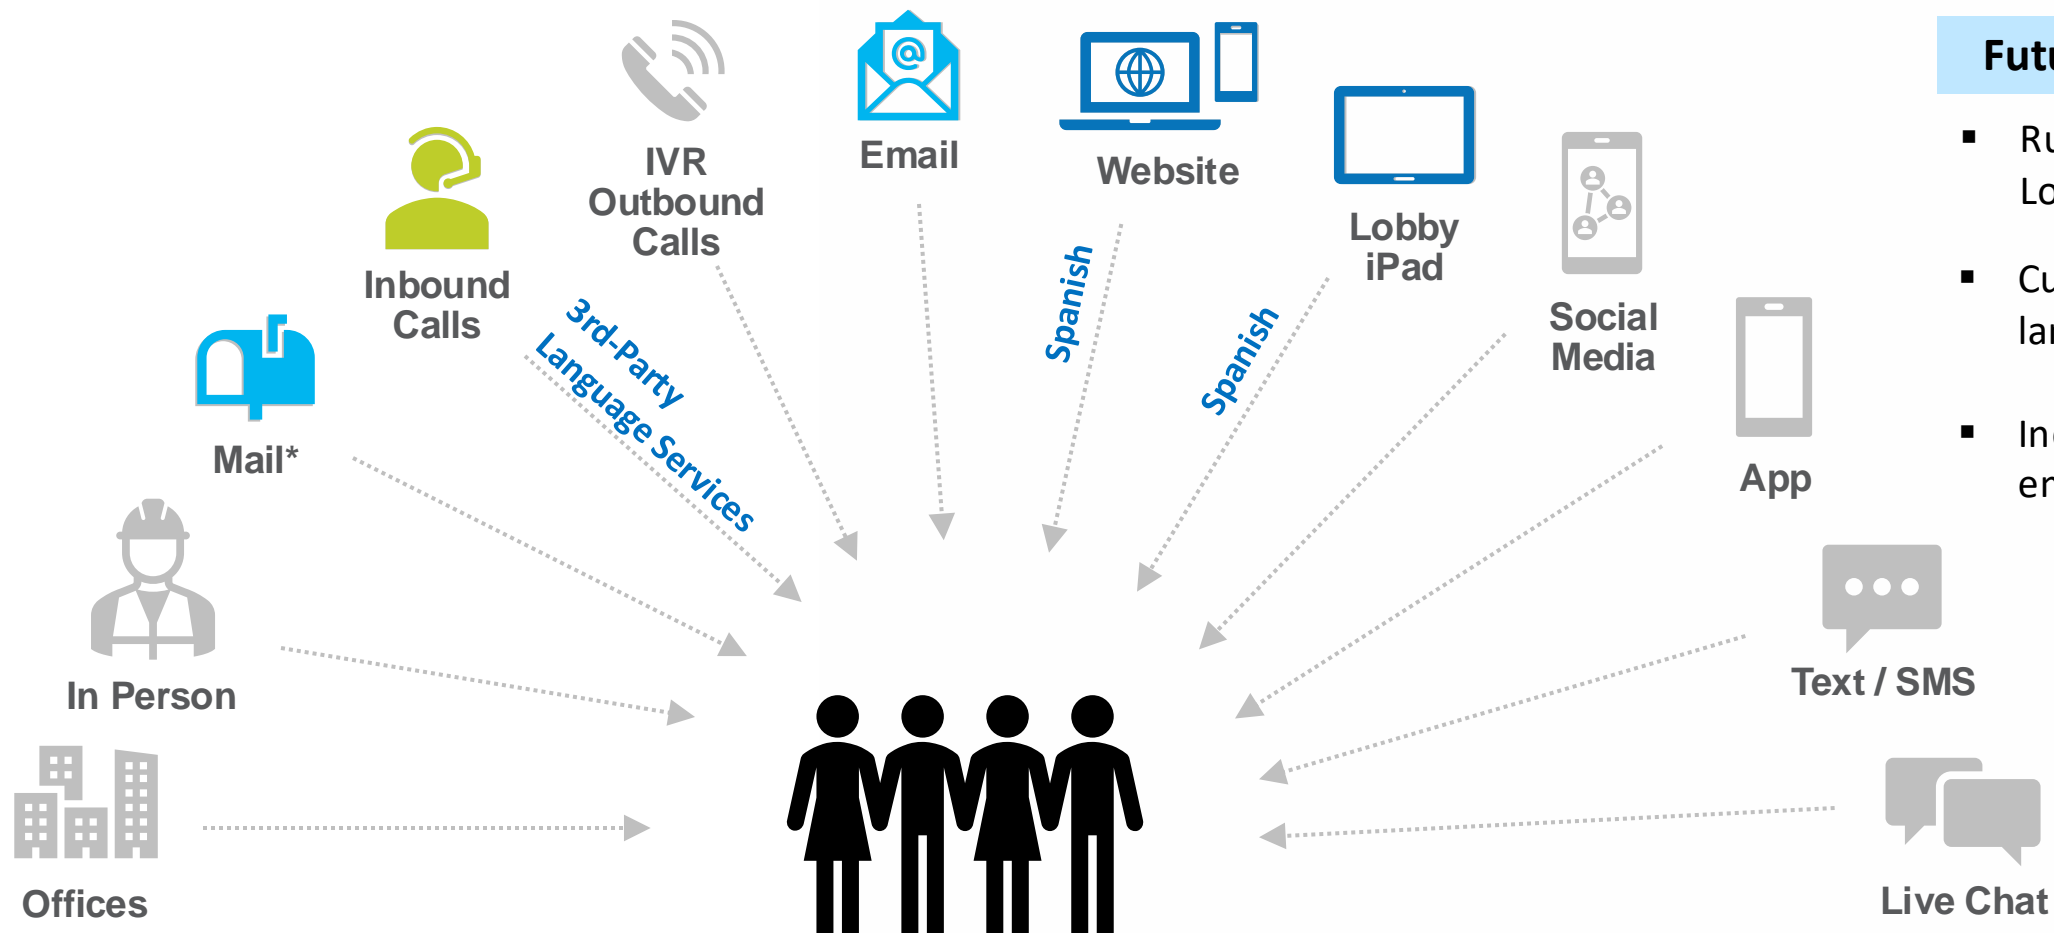 IVR
Outbound
Calls
Email
Website
Lobby
iPad
Inbound
Calls
Social
Media
Mail*
App
3rd-Party
Language Services
Spanish
Spanish
In Person
Text / SMS
Offices
Live Chat